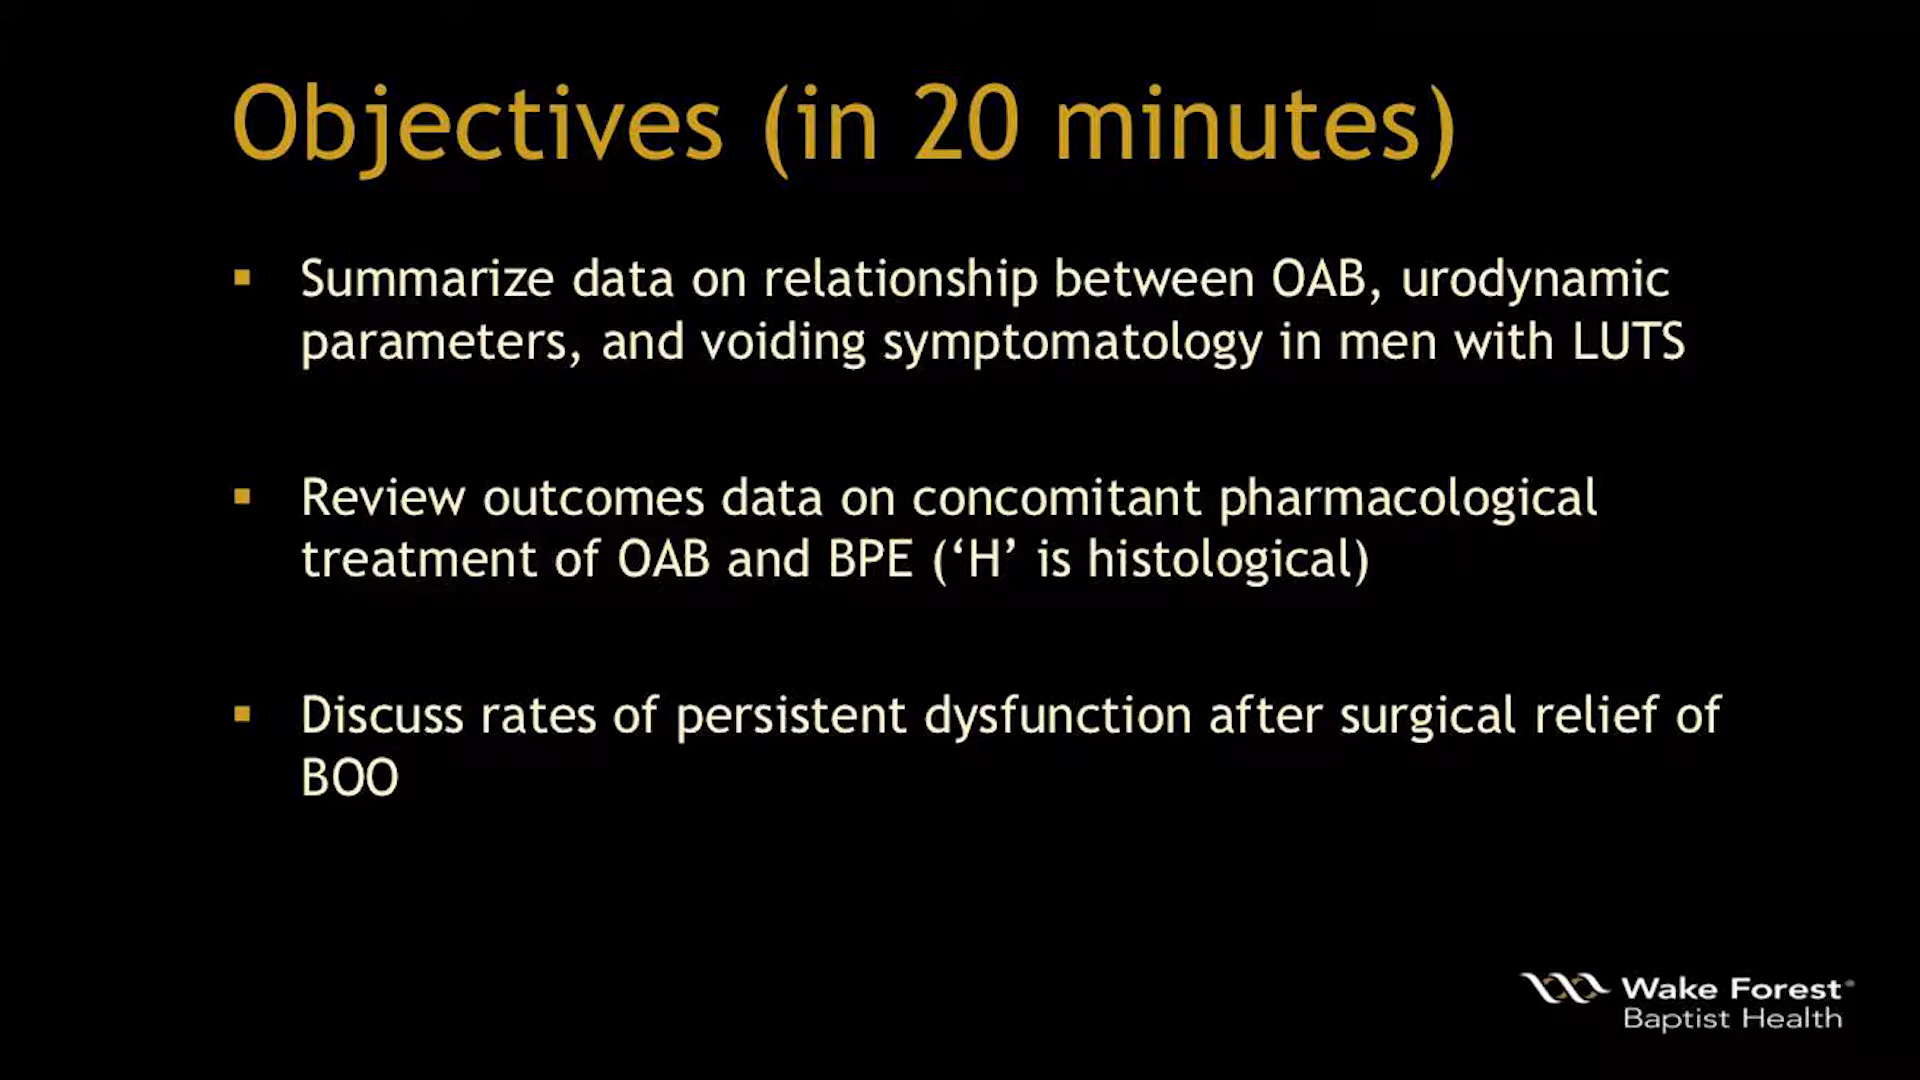 Objectives (in 20 minutes)
▪ Summarize data on relationship between OAB, urodynamic
parameters, and voiding symptomatology in men with LUTS
▪ Review outcomes data on concomitant pharmacological
treatment of OAB and BPE (‘H’ is histological)
▪ Discuss rates of persistent dysfunction after surgical relief of
BOO
Wake Forest®
Baptist Health